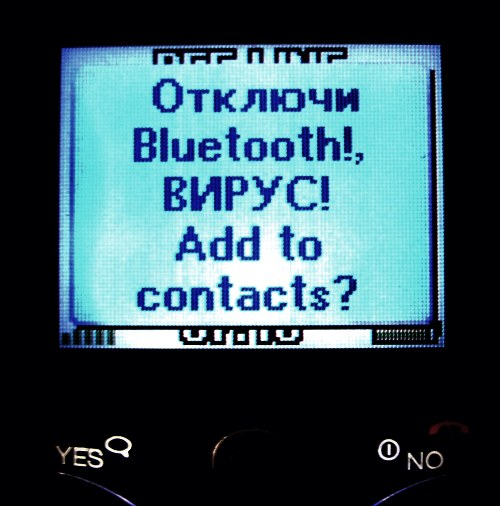 Отключи
Bluetooth!,
ВИРУС!
Add to
contacts?
YES
NO